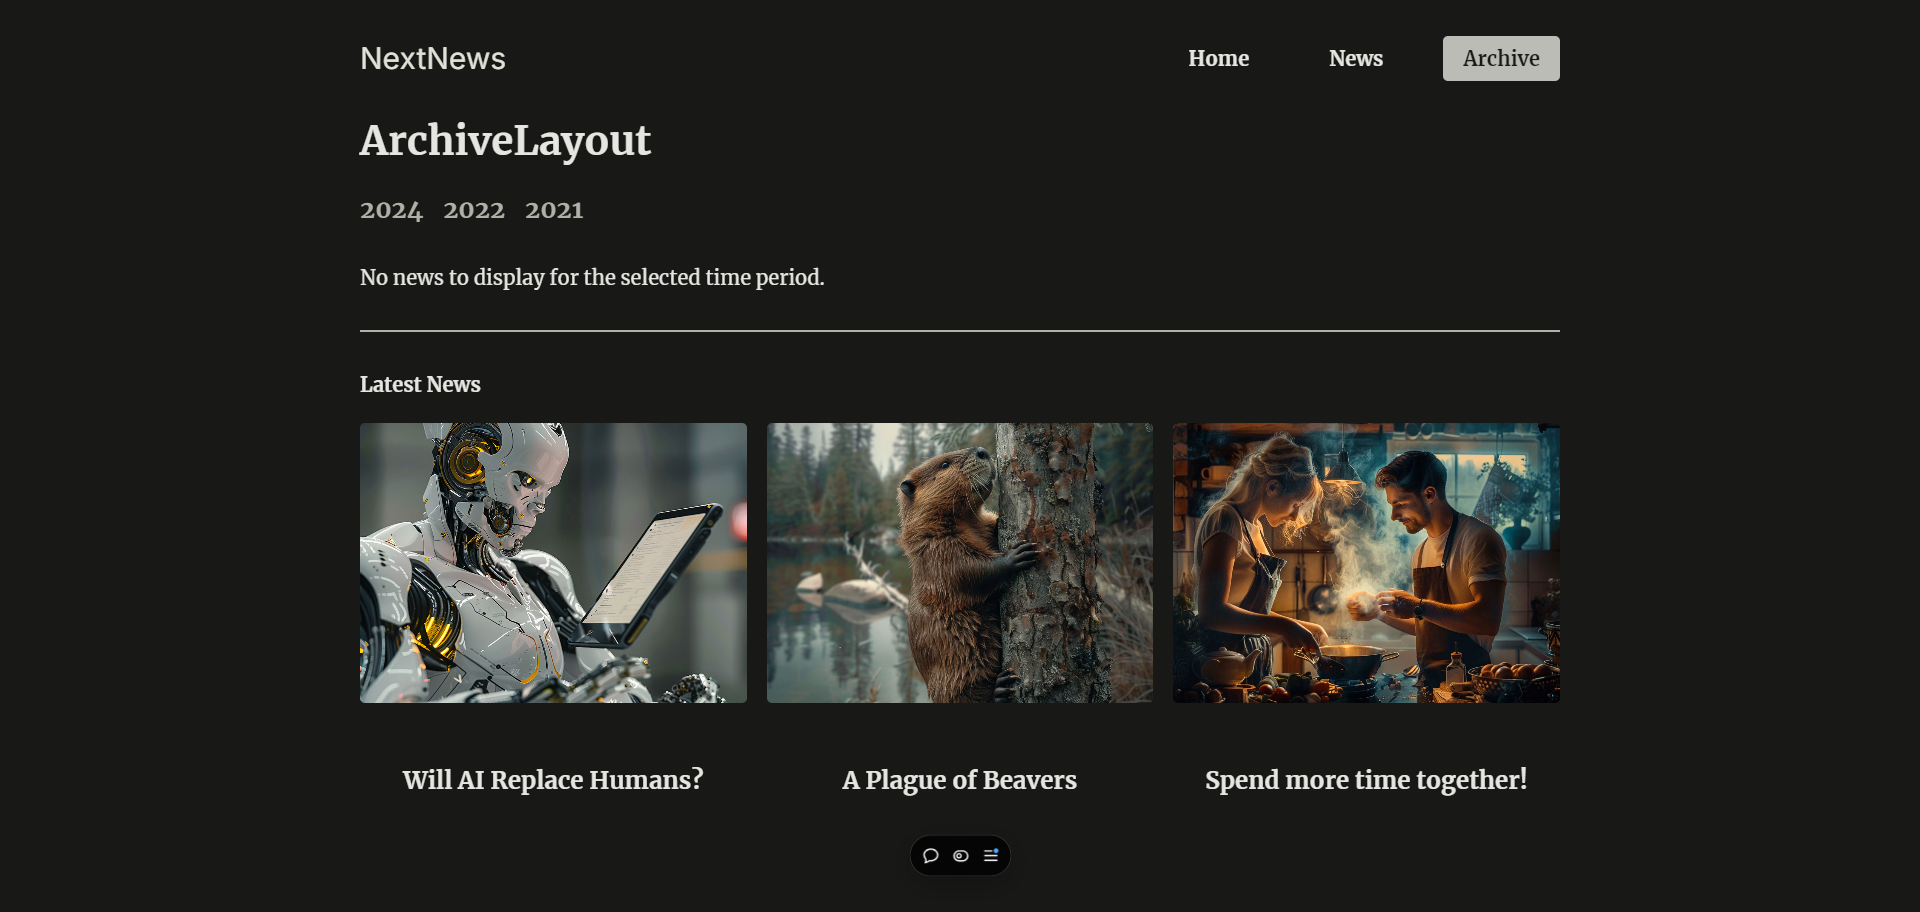 NextNews
Home News Archive
ArchiveLayout
2024 2022 2021
No news to display for the selected time period.
Latest News
Will AI Replace Humans?
A Plague of Beavers
Spend more time together!